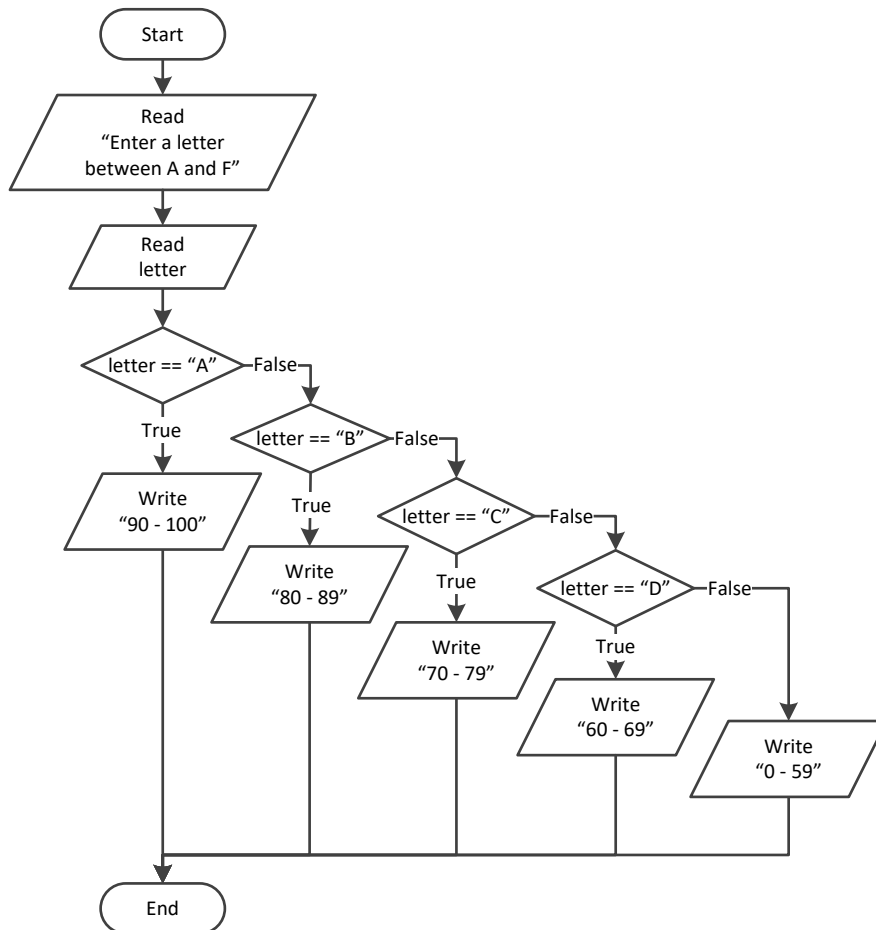 Start
Read
“Enter a letter
between A and F”
Read
letter
letter == “A”
False
True
letter == “B”
False
Write
“90 - 100”
True
letter == “C”
False
Write
“80 - 89”
True
letter == “D”
False
Write
“70 - 79”
True
Write
“60 - 69”
Write
“0 - 59”
End